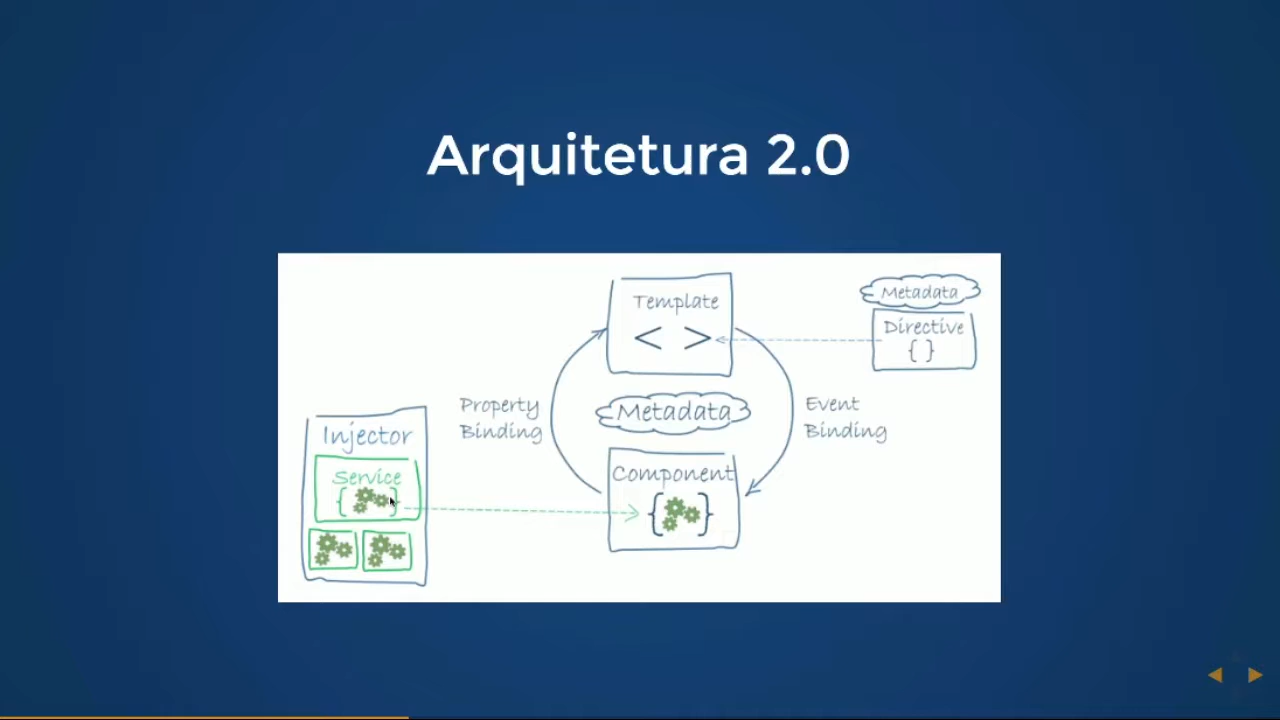 Arquitetura 2.0
Template
< >
Metadata
Directive
{ }
Property
Binding
Metadata
Event
Binding
Injector
Service
{ }
Component
{ }